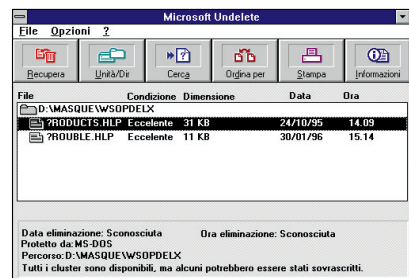 Microsoft Undelete
File Opzioni ?
Recupera Unità/Dir Cerca Ordina per Stampa Informazioni
File Condizione Dimensione Data Ora
D:\MASQUE\WSOPDELX
?RODUCTS.HLP Eccelente 31 KB 24/10/95 14.09
?ROUBLE.HLP Eccelente 11 KB 30/01/96 15.14
Data eliminazione: Sconosciuta Ora eliminazione: Sconosciuta
Protetto da: MS-DOS
Percorso: D:\MASQUE\WSOPDELX
Tutti i cluster sono disponibili, ma alcuni potrebbero essere stati sovrascritti.